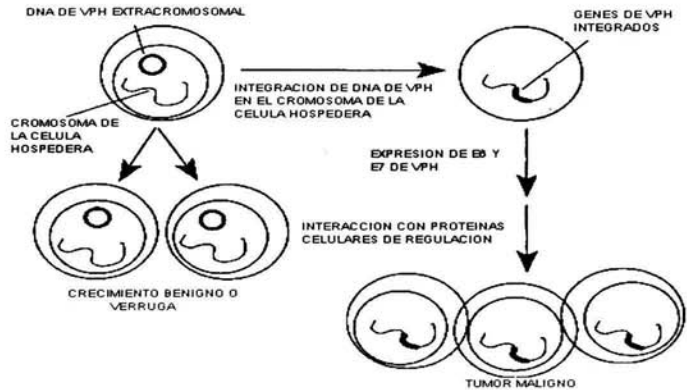 DNA DE VPH EXTRACROMOSOMAL
GENES DE VPH
INTEGRADOS
INTEGRACION DE DNA DE VPH
EN EL CROMOSOMA DE LA
CELULA HOSPEDERA
CROMOSOMA DE
LA CELULA
HOSPEDERA
EXPRESION DE E6 Y
E7 DE VPH
INTERACCION CON PROTEINAS
CELULARES DE REGULACION
CRECIMIENTO BENIGNO O
VERRUGA
TUMOR MALIGNO